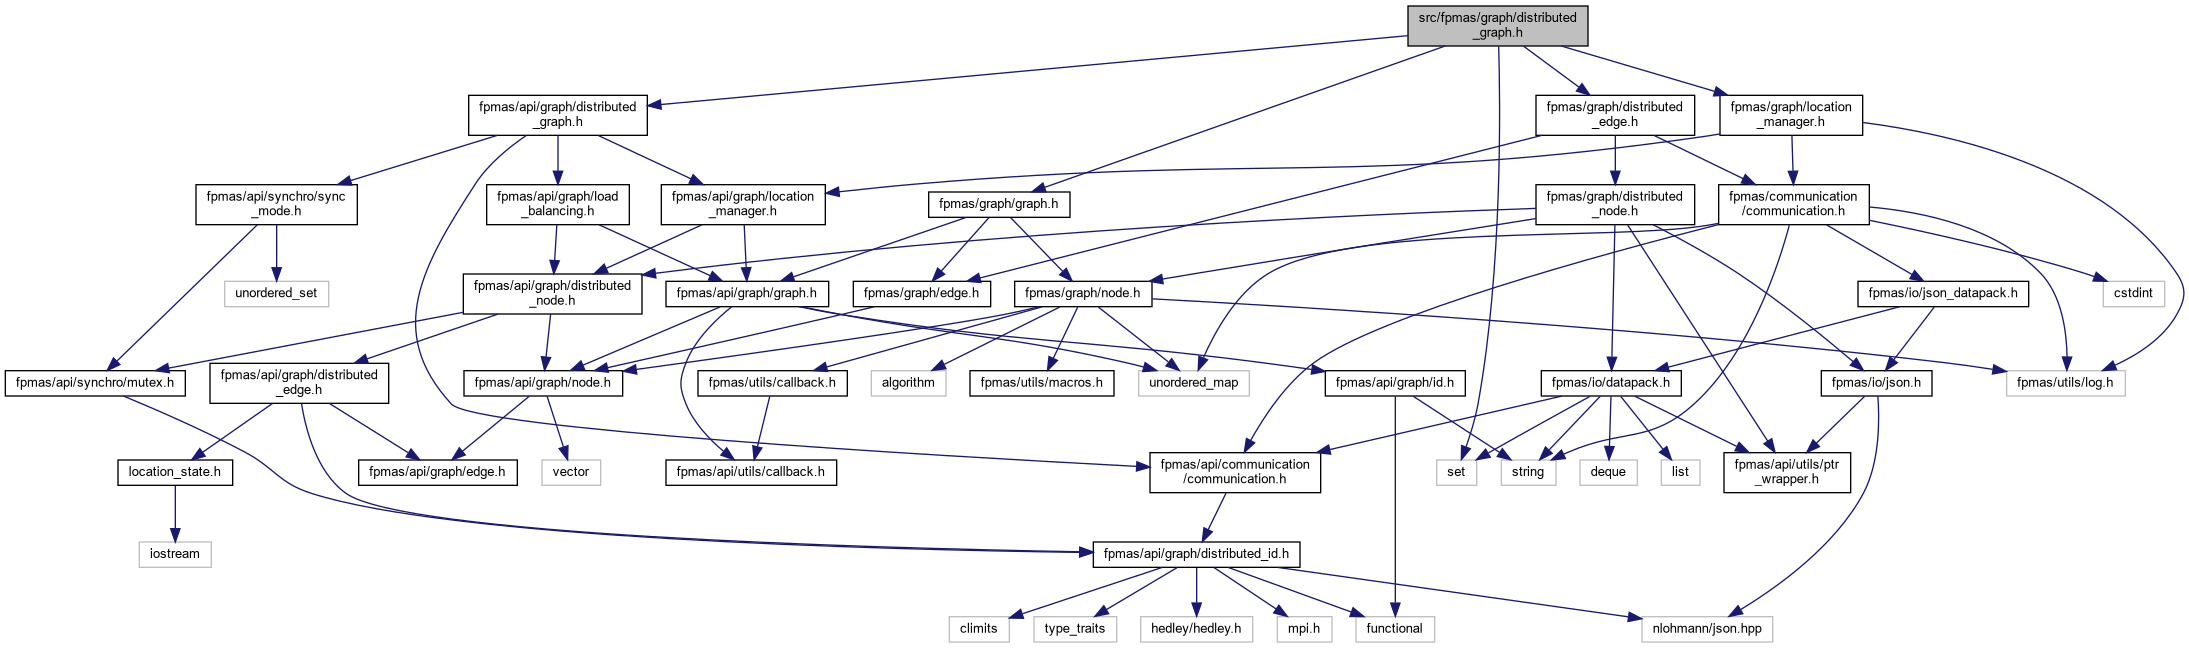 src/fpmas/graph/distributed
_graph.h
fpmas/api/graph/distributed
_graph.h
fpmas/graph/distributed
_edge.h
fpmas/graph/location
_manager.h
fpmas/api/synchro/sync
_mode.h
fpmas/api/graph/load
_balancing.h
fpmas/api/graph/location
_manager.h
fpmas/graph/graph.h
fpmas/graph/distributed
_node.h
fpmas/communication
/communication.h
unordered_set
fpmas/api/graph/distributed
_node.h
fpmas/api/graph/graph.h
fpmas/graph/edge.h
fpmas/graph/node.h
fpmas/io/json_datapack.h
cstdint
fpmas/api/synchro/mutex.h
fpmas/api/graph/distributed
_edge.h
fpmas/api/graph/node.h
fpmas/utils/callback.h
algorithm
fpmas/utils/macros.h
unordered_map
fpmas/api/graph/id.h
fpmas/io/datapack.h
fpmas/io/json.h
fpmas/utils/log.h
location_state.h
fpmas/api/graph/edge.h
vector
fpmas/api/utils/callback.h
fpmas/api/communication
/communication.h
set
string
deque
list
fpmas/api/utils/ptr
_wrapper.h
iostream
fpmas/api/graph/distributed_id.h
climits
type_traits
hedley/hedley.h
mpi.h
functional
nlohmann/json.hpp